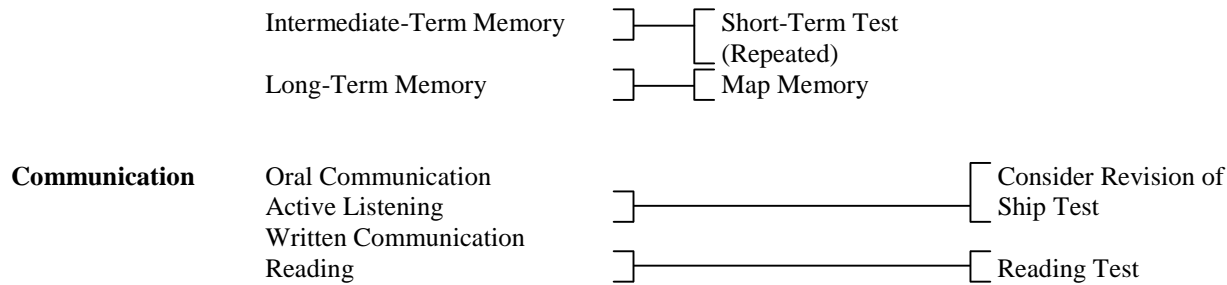 Intermediate-Term Memory Short-Term Test
(Repeated)
Long-Term Memory Map Memory
Communication Oral Communication Consider Revision of
Active Listening Ship Test
Written Communication
Reading Reading Test